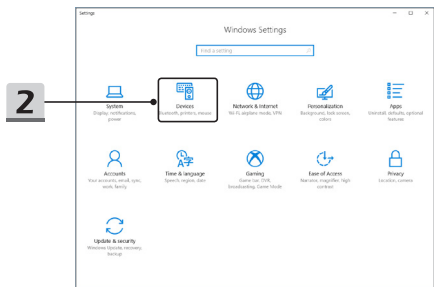 Settings
Windows Settings
Find a setting
2
System
Display, notifications,
power
Devices
Bluetooth, printers, mouse
Network & Internet
Wi-Fi, airplane mode, VPN
Personalization
Background, lock screen,
colors
Apps
Uninstall, defaults, optional
features
Accounts
Your accounts, email, sync,
work, family
Time & language
Speech, region, date
Gaming
Game bar, DVR,
broadcasting, Game Mode
Ease of Access
Narrator, magnifier, high
contrast
Privacy
Location, camera
Update & security
Windows Update, recovery,
backup